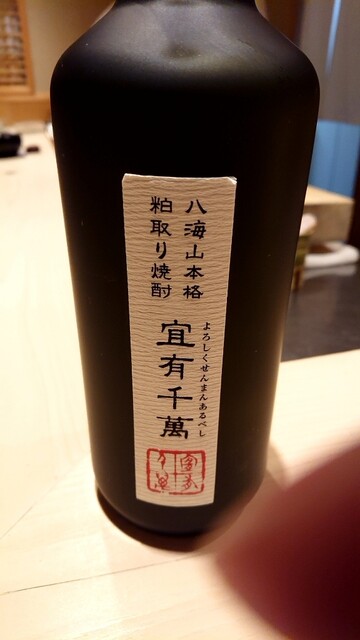 八海山本格
粕取り焼酎
よろしくせんまんあるべし
宜有千萬